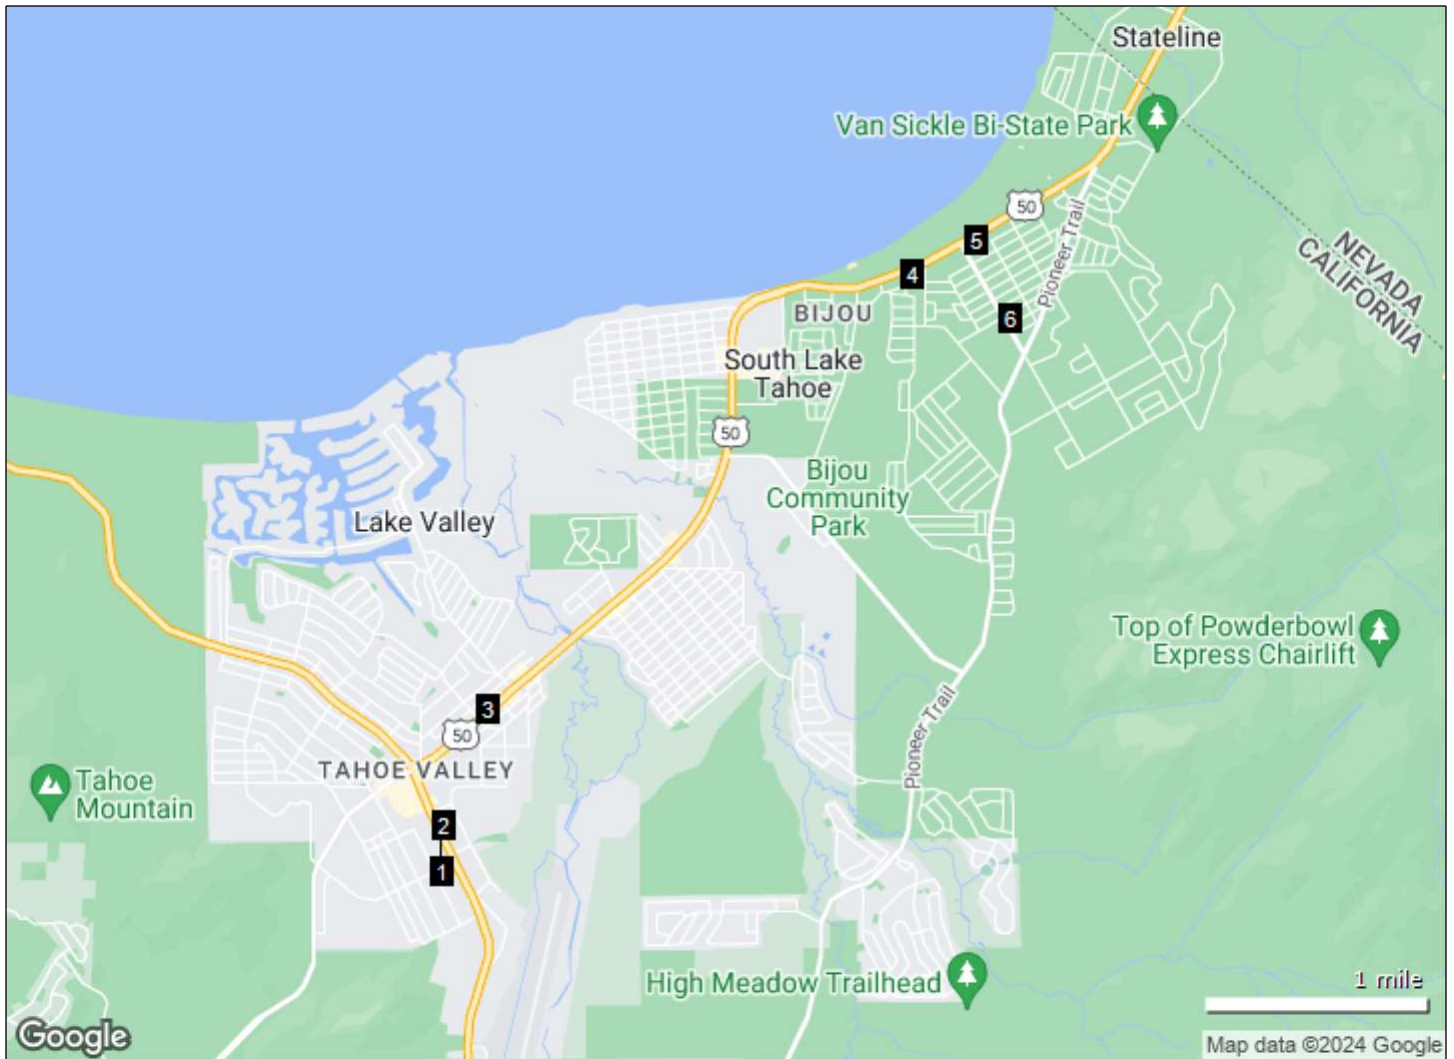 Stateline
Van Sickle Bi-State Park
50
5
Pioneer Trail
NEVADA
CALIFORNIA
4
BIJOU
6
South Lake
Tahoe
50
Bijou
Community
Park
Lake Valley
Top of Powderbowl
Express Chairlift
Pioneer Trail
3
50
TAHOE VALLEY
Tahoe
Mountain
2
1
High Meadow Trailhead
1 mile
Google
Map data ©2024 Google